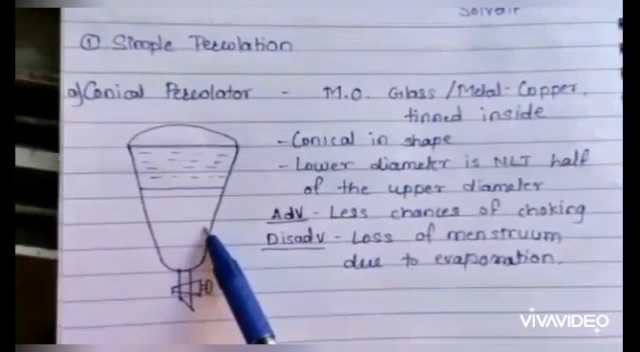 Solvair
① Simple Percolation
a) Conical Percolator - M.O. Glass/Metal-Copper,
tinned inside
- Conical in shape
- Lower diameter is NLT half
of the upper diameter
Adv - Less chances of choking
Disadv - Loss of menstruum
due to evaporation.
VIVAVIDEO